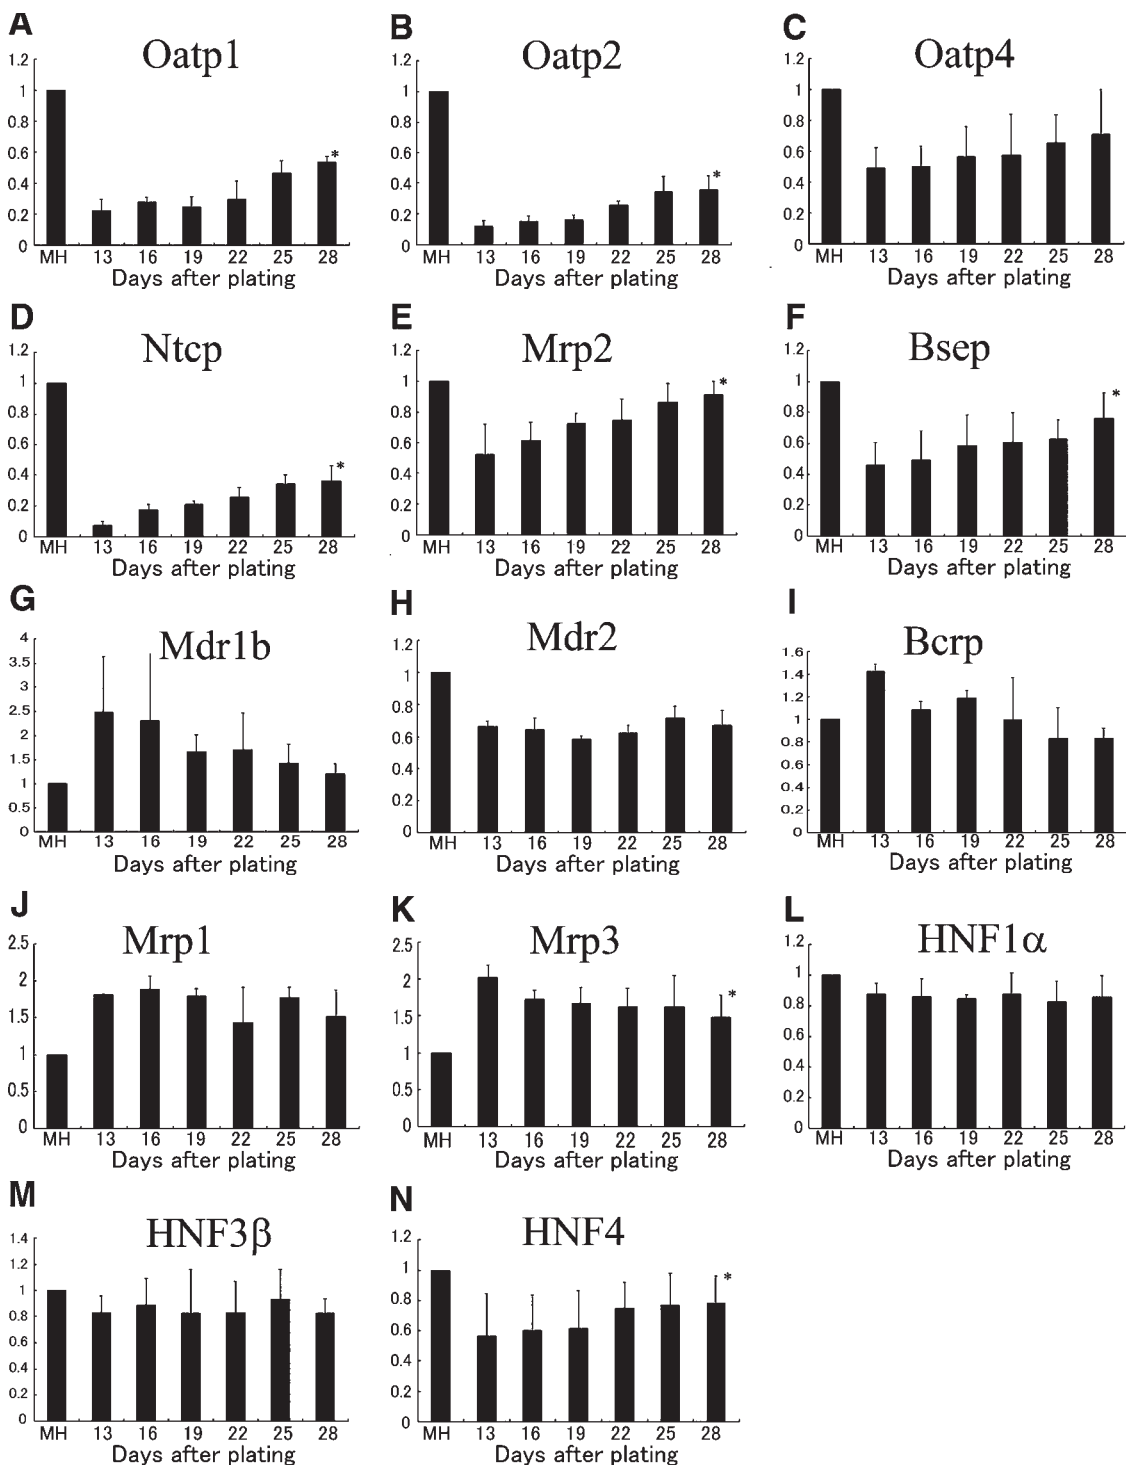 A
Oatp1
1.2
1
0.8
0.6
0.4
0.2
0
*
MH 13 16 19 22 25 28
Days after plating
B
Oatp2
1.2
1
0.8
0.6
0.4
0.2
0
*
MH 13 16 19 22 25 28
Days after plating
C
Oatp4
1.2
1
0.8
0.6
0.4
0.2
0
MH 13 16 19 22 25 28
Days after plating
D
Ntcp
1.2
1
0.8
0.6
0.4
0.2
0
*
MH 13 16 19 22 25 28
Days after plating
E
Mrp2
1.2
1
0.8
0.6
0.4
0.2
0
*
MH 13 16 19 22 25 28
Days after plating
F
Bsep
1.2
1
0.8
0.6
0.4
0.2
0
*
MH 13 16 19 22 25 28
Days after plating
G
Mdr1b
4
3.5
3
2.5
2
1.5
1
0.5
0
MH 13 16 19 22 25 28
Days after plating
H
Mdr2
1.2
1
0.8
0.6
0.4
0.2
0
MH 13 16 19 22 25 28
Days after plating
I
Bcrp
1.6
1.4
1.2
1
0.8
0.6
0.4
0.2
0
MH 13 16 19 22 25 28
Days after plating
J
Mrp1
2.5
2
1.5
1
0.5
0
MH 13 16 19 22 25 28
Days after plating
K
Mrp3
2.5
2
1.5
1
0.5
0
*
MH 13 16 19 22 25 28
Days after plating
L
HNF1α
1.2
1
0.8
0.6
0.4
0.2
0
MH 13 16 19 22 25 28
Days after plating
M
HNF3β
1.4
1.2
1
0.8
0.6
0.4
0.2
0
MH 13 16 19 22 25 28
Days after plating
N
HNF4
1.2
1
0.8
0.6
0.4
0.2
0
*
MH 13 16 19 22 25 28
Days after plating